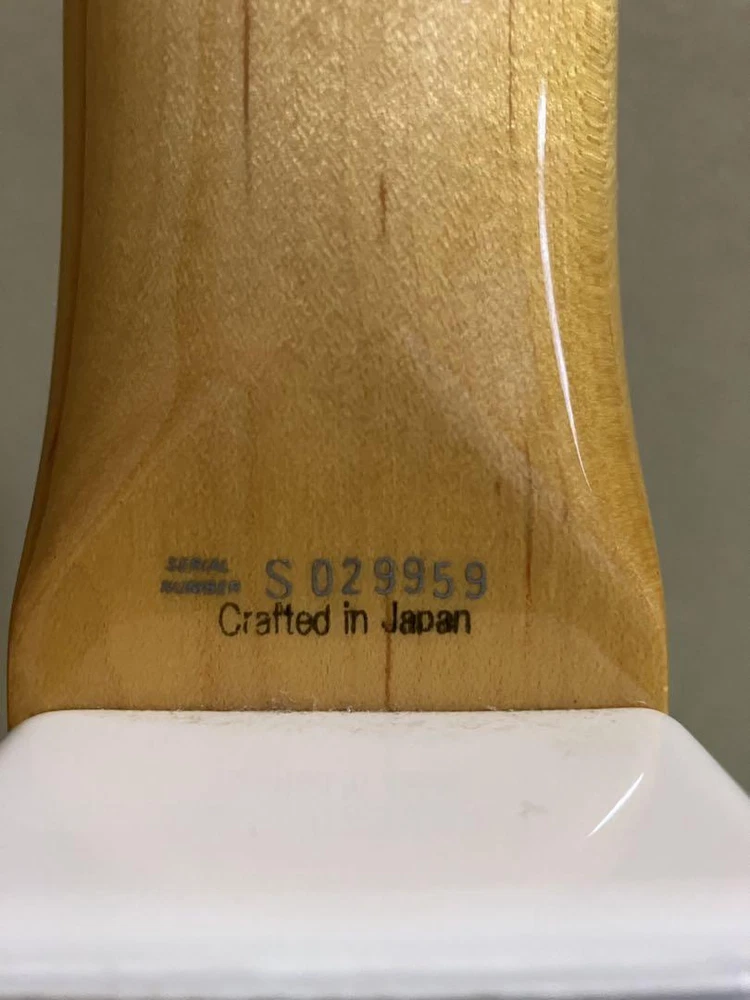 SERIAL
NUMBER S 029959
Crafted in Japan